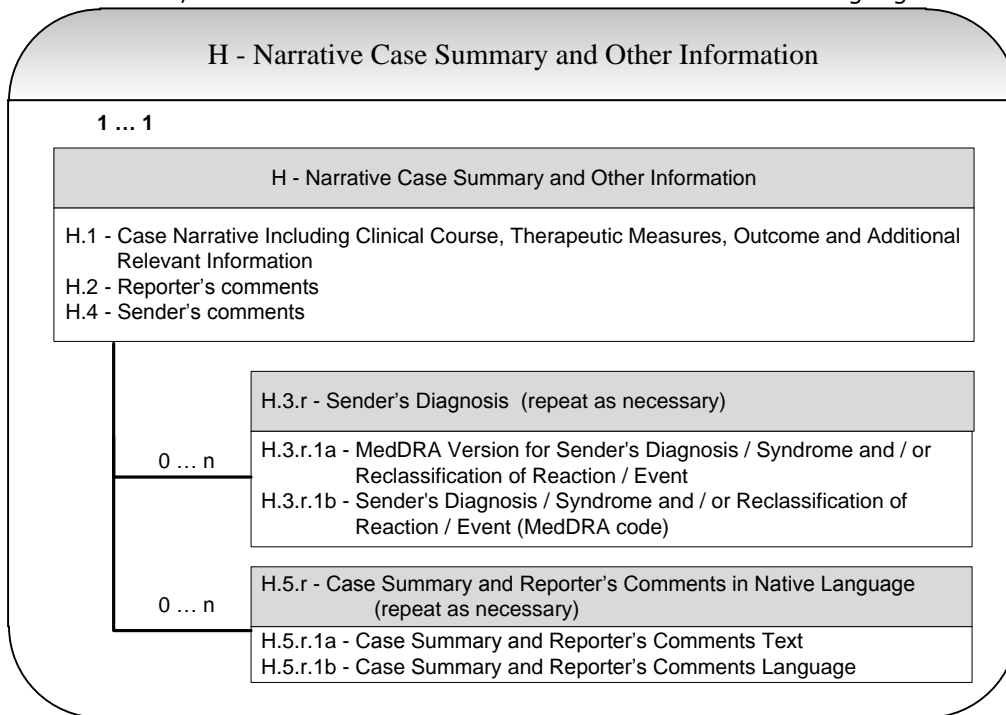 H - Narrative Case Summary and Other Information
1 ... 1
H - Narrative Case Summary and Other Information
H.1 - Case Narrative Including Clinical Course, Therapeutic Measures, Outcome and Additional
Relevant Information
H.2 - Reporter's comments
H.4 - Sender's comments
H.3.r - Sender's Diagnosis (repeat as necessary)
0 ... n
H.3.r.1a - MedDRA Version for Sender's Diagnosis / Syndrome and / or
Reclassification of Reaction / Event
H.3.r.1b - Sender's Diagnosis / Syndrome and / or Reclassification of
Reaction / Event (MedDRA code)
H.5.r - Case Summary and Reporter's Comments in Native Language
(repeat as necessary)
0 ... n
H.5.r.1a - Case Summary and Reporter's Comments Text
H.5.r.1b - Case Summary and Reporter's Comments Language